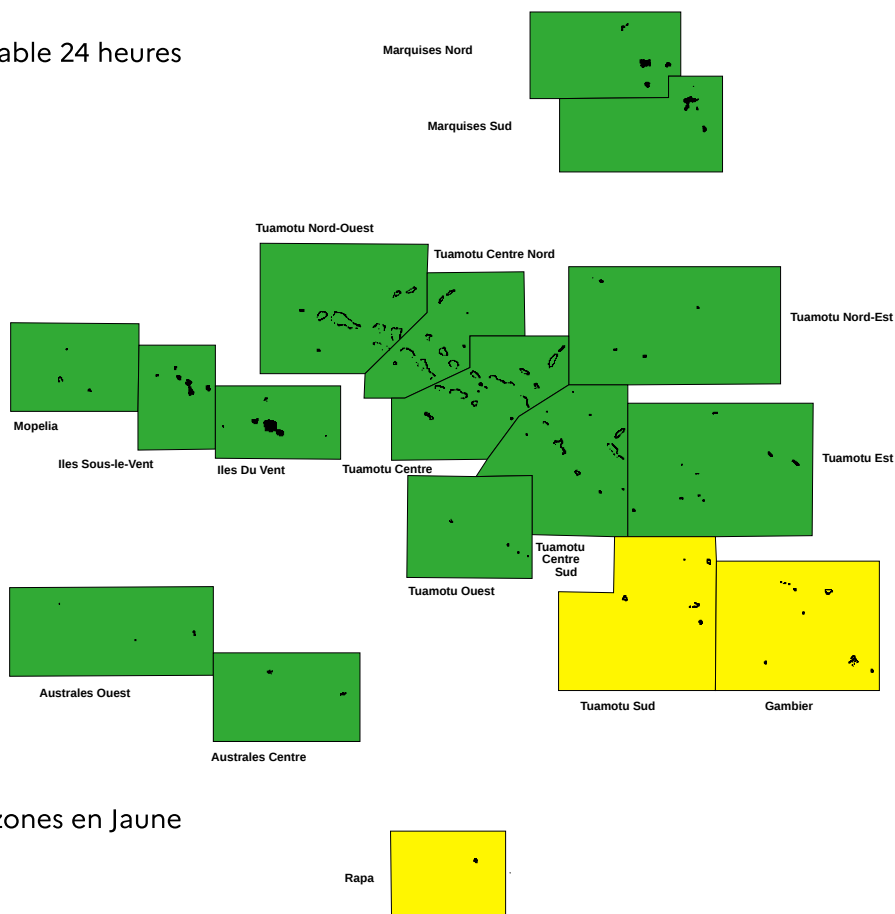 able 24 heures
Marquises Nord
Marquises Sud
Tuamotu Nord-Ouest
Tuamotu Centre Nord
Tuamotu Nord-Est
Mopelia
Iles Sous-le-Vent
Iles Du Vent
Tuamotu Centre
Tuamotu Est
Tuamotu
Centre
Sud
Tuamotu Ouest
Australes Ouest
Tuamotu Sud
Gambier
Australes Centre
zones en Jaune
Rapa